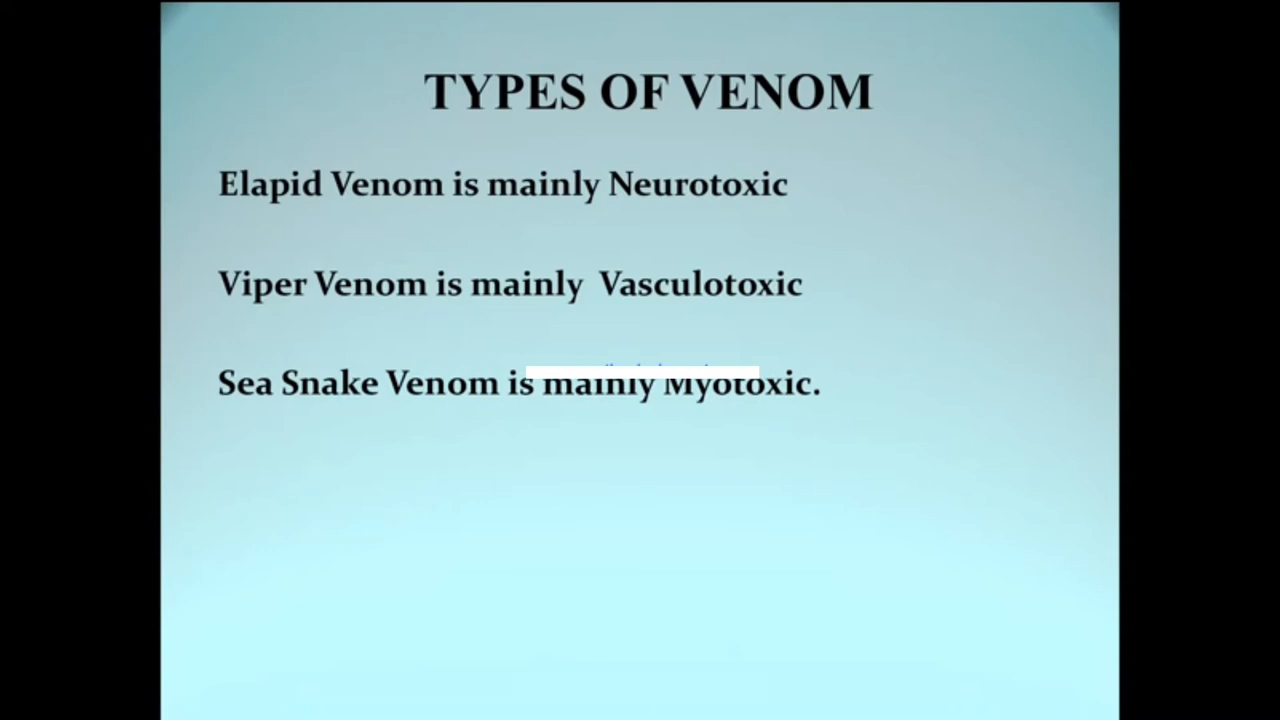 TYPES OF VENOM
Elapid Venom is mainly Neurotoxic
Viper Venom is mainly Vasculotoxic
Sea Snake Venom is mainly Myotoxic.